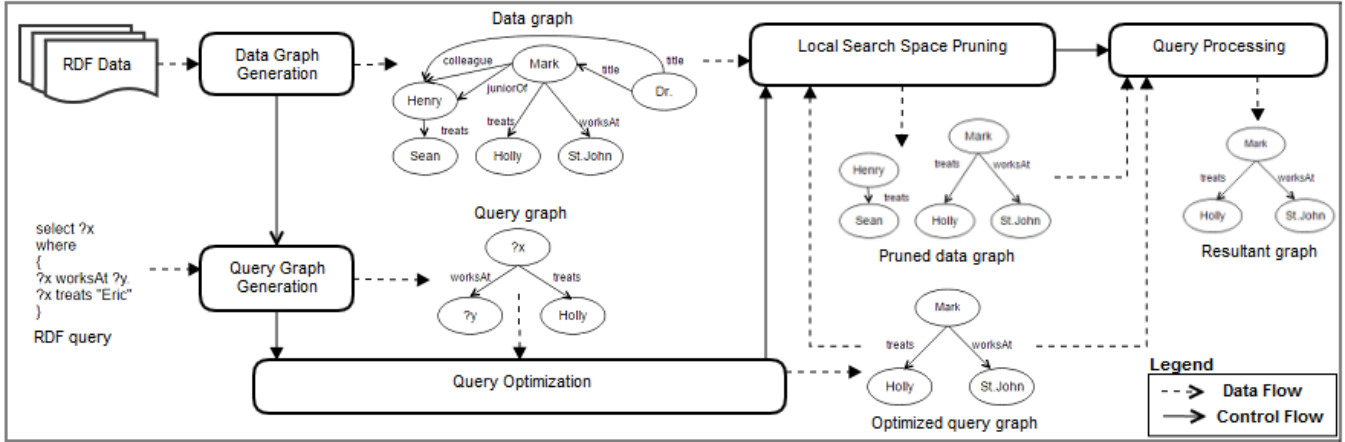 RDF Data
Data Graph
Generation
Data graph
colleague
Mark
title
title
Dr.
Henry
juniorOf
treats
treats
worksAt
Sean
Holly
St.John
Local Search Space Pruning
Query Processing
Mark
Henry
treats
worksAt
treats
Sean
Holly
St.John
Pruned data graph
Mark
treats
worksAt
Holly
St.John
Resultant graph
select ?x
where
{
?x worksAt ?y.
?x treats "Eric"
}
RDF query
Query Graph
Generation
Query graph
?x
worksAt
treats
?y
Holly
Query Optimization
Mark
treats
worksAt
Holly
St.John
Optimized query graph
Legend
Data Flow
Control Flow